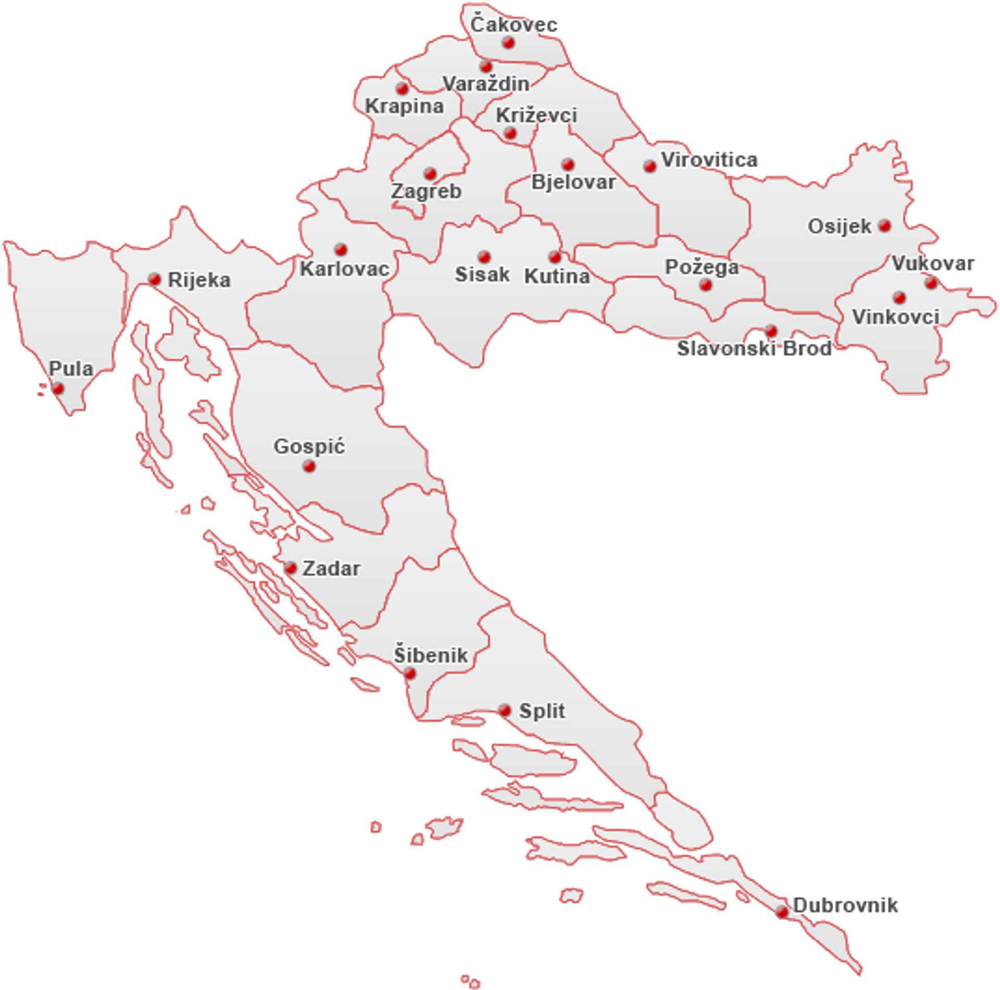 Čakovec
Varaždin
Krapina
Križevci
Virovitica
Bjelovar
Zagreb
Osijek
Vukovar
Karlovac
Sisak
Kutina
Požega
Rijeka
Vinkovci
Slavonski Brod
Pula
Gospić
Zadar
Šibenik
Split
Dubrovnik